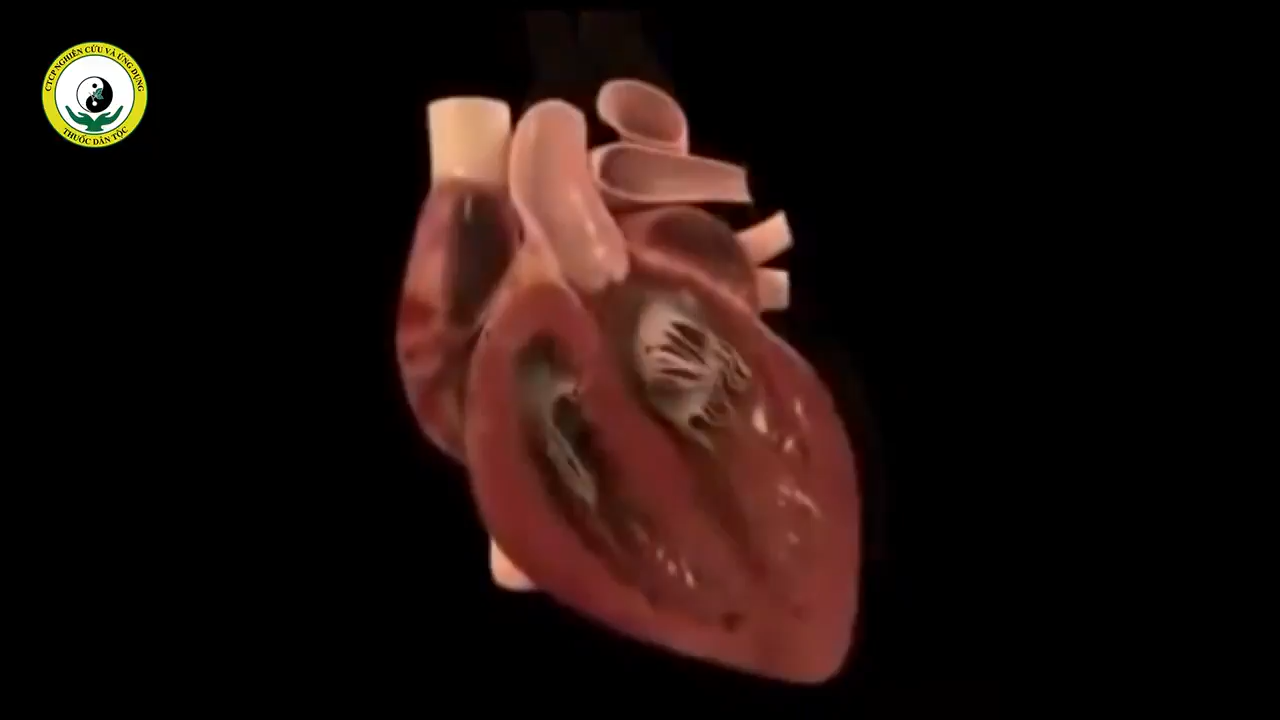 CTCP NGHIÊN CỨU VÀ ỨNG DỤNG
THUỐC DÂN TỘC